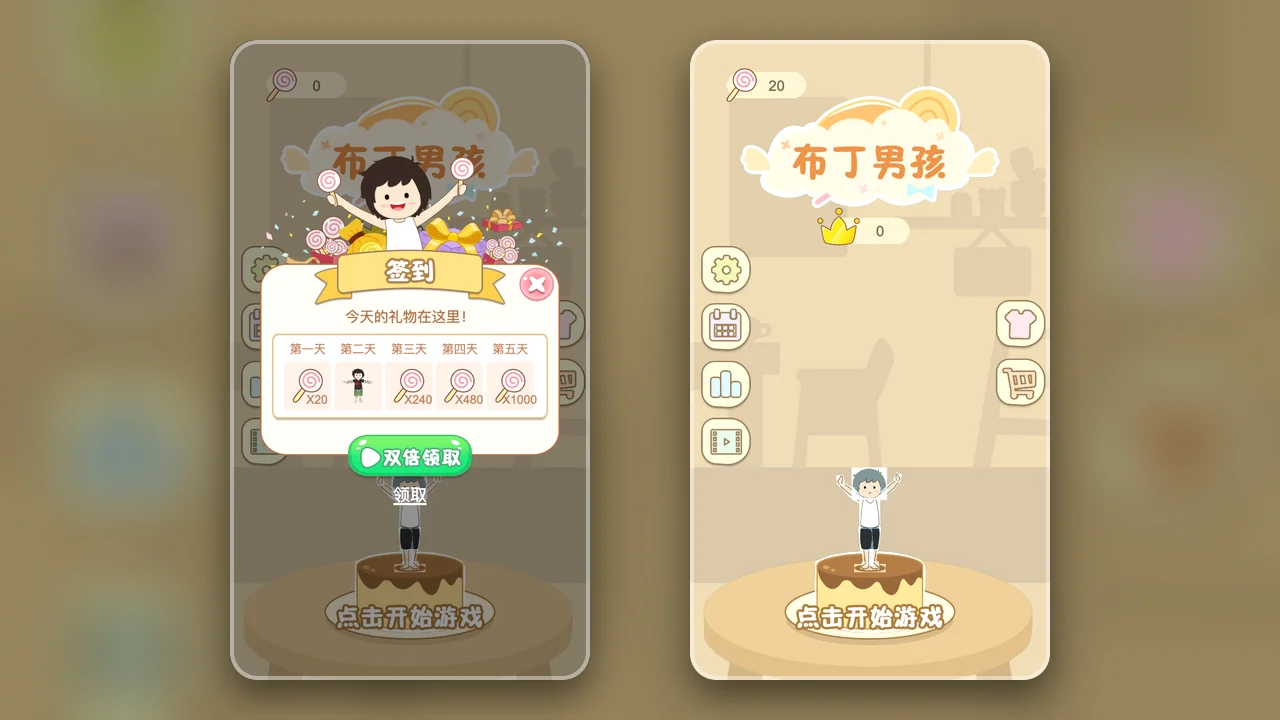 0
布丁男孩
签到
今天的礼物在这里!
第一天 第二天 第三天 第四天 第五天
X20 X240 X480 X1000
双倍领取
领取
点击开始游戏
20
布丁男孩
0
点击开始游戏